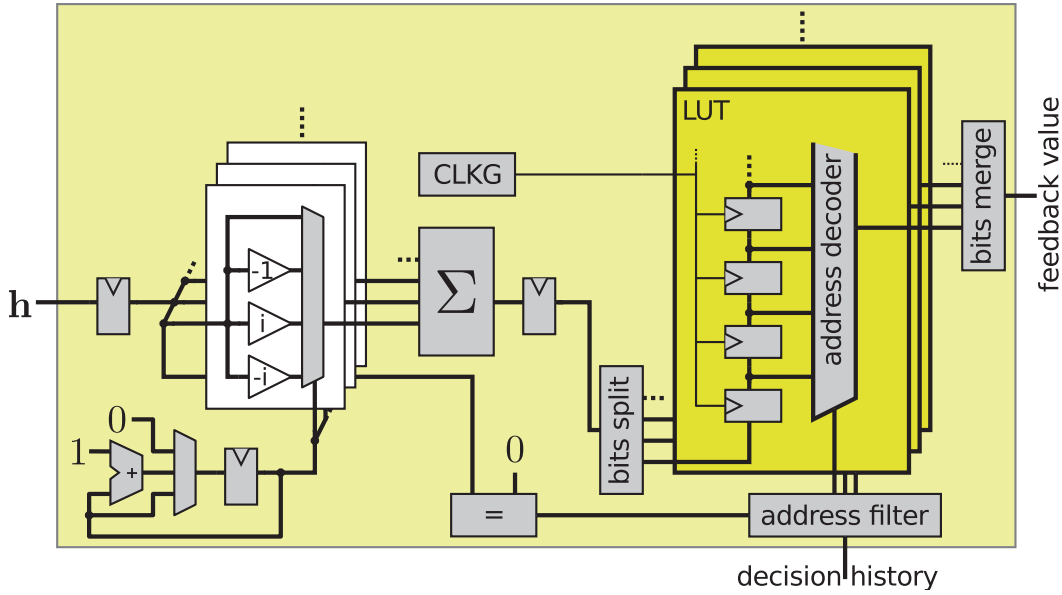 LUT
CLKG
address decoder
bits merge
feedback value
-1
i
-i
Σ
h
bits split
0
1
+
0
=
address filter
decision history